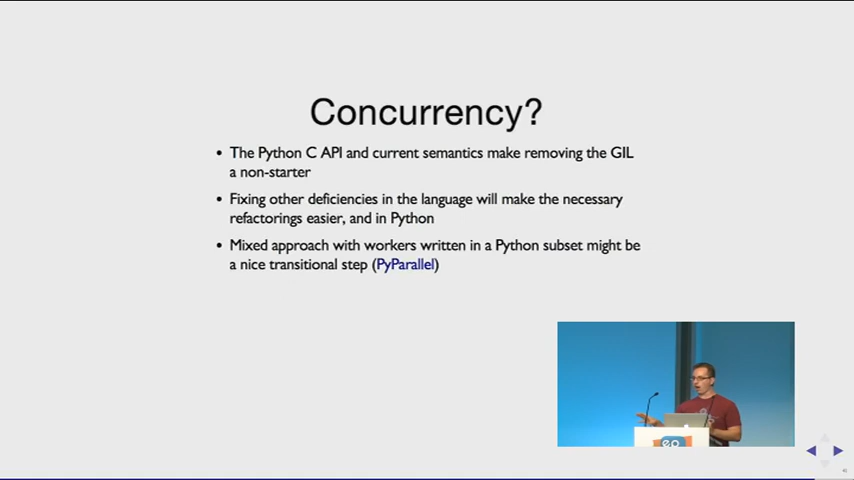 Concurrency?
• The Python C API and current semantics make removing the GIL
a non-starter
• Fixing other deficiencies in the language will make the necessary
refactorings easier, and in Python
• Mixed approach with workers written in a Python subset might be
a nice transitional step (PyParallel)
ep